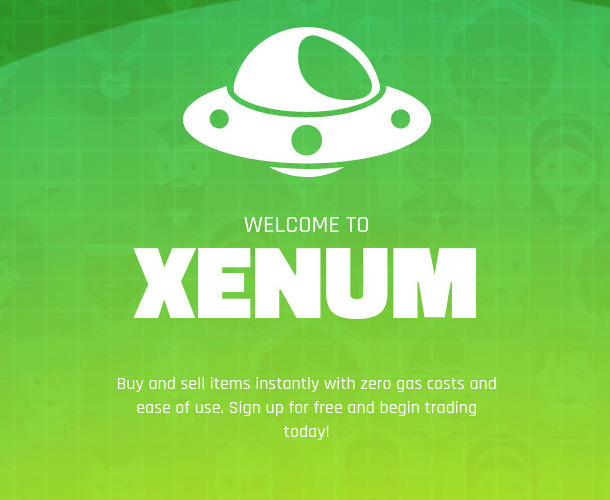 WELCOME TO
XENUM
Buy and sell items instantly with zero gas costs and
ease of use. Sign up for free and begin trading
today!